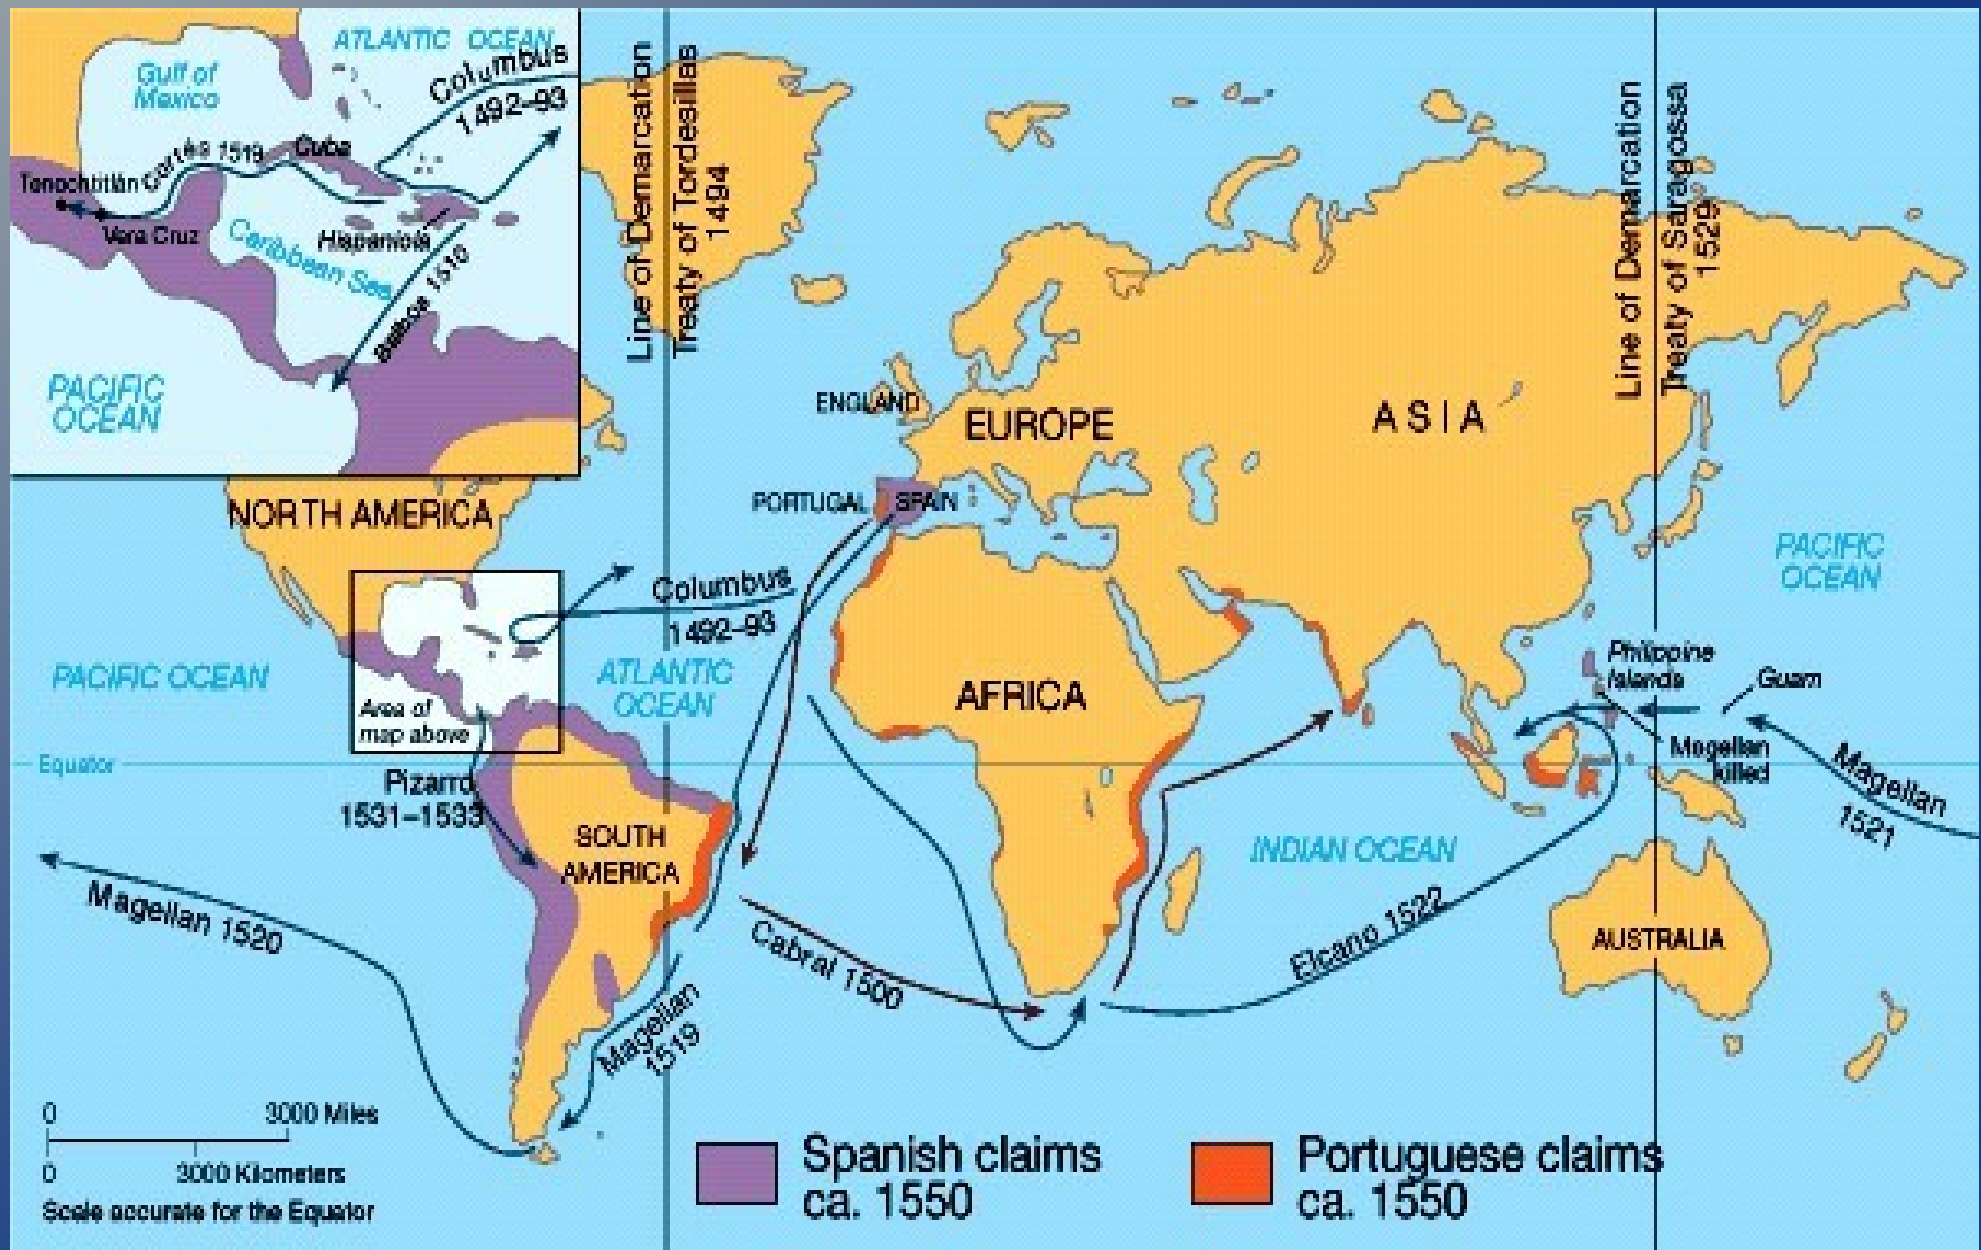 ATLANTIC OCEAN
Gulf of
Mexico
Columbus
1492–93
Cortés 1519
Cuba
Tenochtitlán
Vera Cruz
Hispaniola
Caribbean Sea
Balboa 1510
PACIFIC
OCEAN
Line of Demarcation
Treaty of Tordesillas
1494
Line of Demarcation
Treaty of Saragossa
1529
ENGLAND
EUROPE
ASIA
PORTUGAL
SPAIN
NORTH AMERICA
PACIFIC
OCEAN
Columbus
1492–93
PACIFIC OCEAN
ATLANTIC
OCEAN
AFRICA
Philippine
Islands
Guam
Area of
map above
Equator
Magellan
killed
Magellan
1521
Pizarro
1531–1533
SOUTH
AMERICA
INDIAN OCEAN
Magellan 1520
Cabral 1500
Elcano 1522
AUSTRALIA
Magellan
1519
0 3000 Miles
0 3000 Kilometers
Scale accurate for the Equator
Spanish claims
ca. 1550
Portuguese claims
ca. 1550